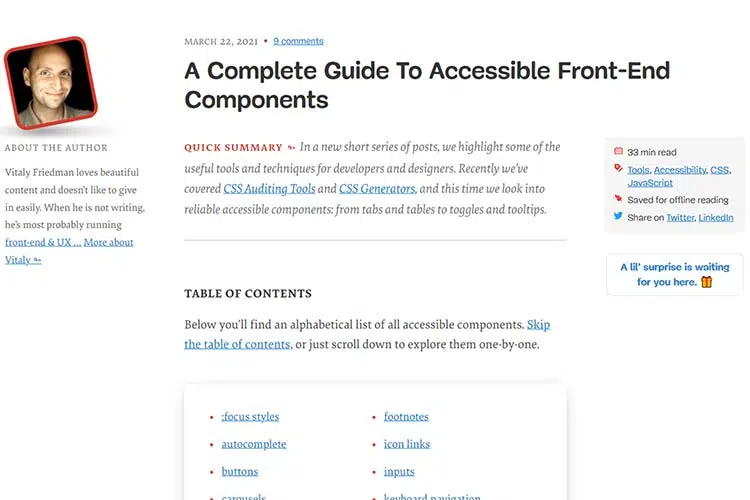 MARCH 22, 2021 • 9 comments
A Complete Guide To Accessible Front-End
Components
ABOUT THE AUTHOR
Vitaly Friedman loves beautiful
content and doesn't like to give
in easily. When he is not writing,
he's most probably running
front-end & UX ... More about
Vitaly ↬
QUICK SUMMARY ↬ In a new short series of posts, we highlight some of the
useful tools and techniques for developers and designers. Recently we've
covered CSS Auditing Tools and CSS Generators, and this time we look into
reliable accessible components: from tabs and tables to toggles and tooltips.
33 min read
Tools, Accessibility, CSS,
JavaScript
Saved for offline reading
Share on Twitter, LinkedIn
A lil' surprise is waiting
for you here. 🎁
TABLE OF CONTENTS
Below you'll find an alphabetical list of all accessible components. Skip
the table of contents, or just scroll down to explore them one-by-one.
• :focus styles
• autocomplete
• buttons
• carousels
• footnotes
• icon links
• inputs
• keyboard navigation